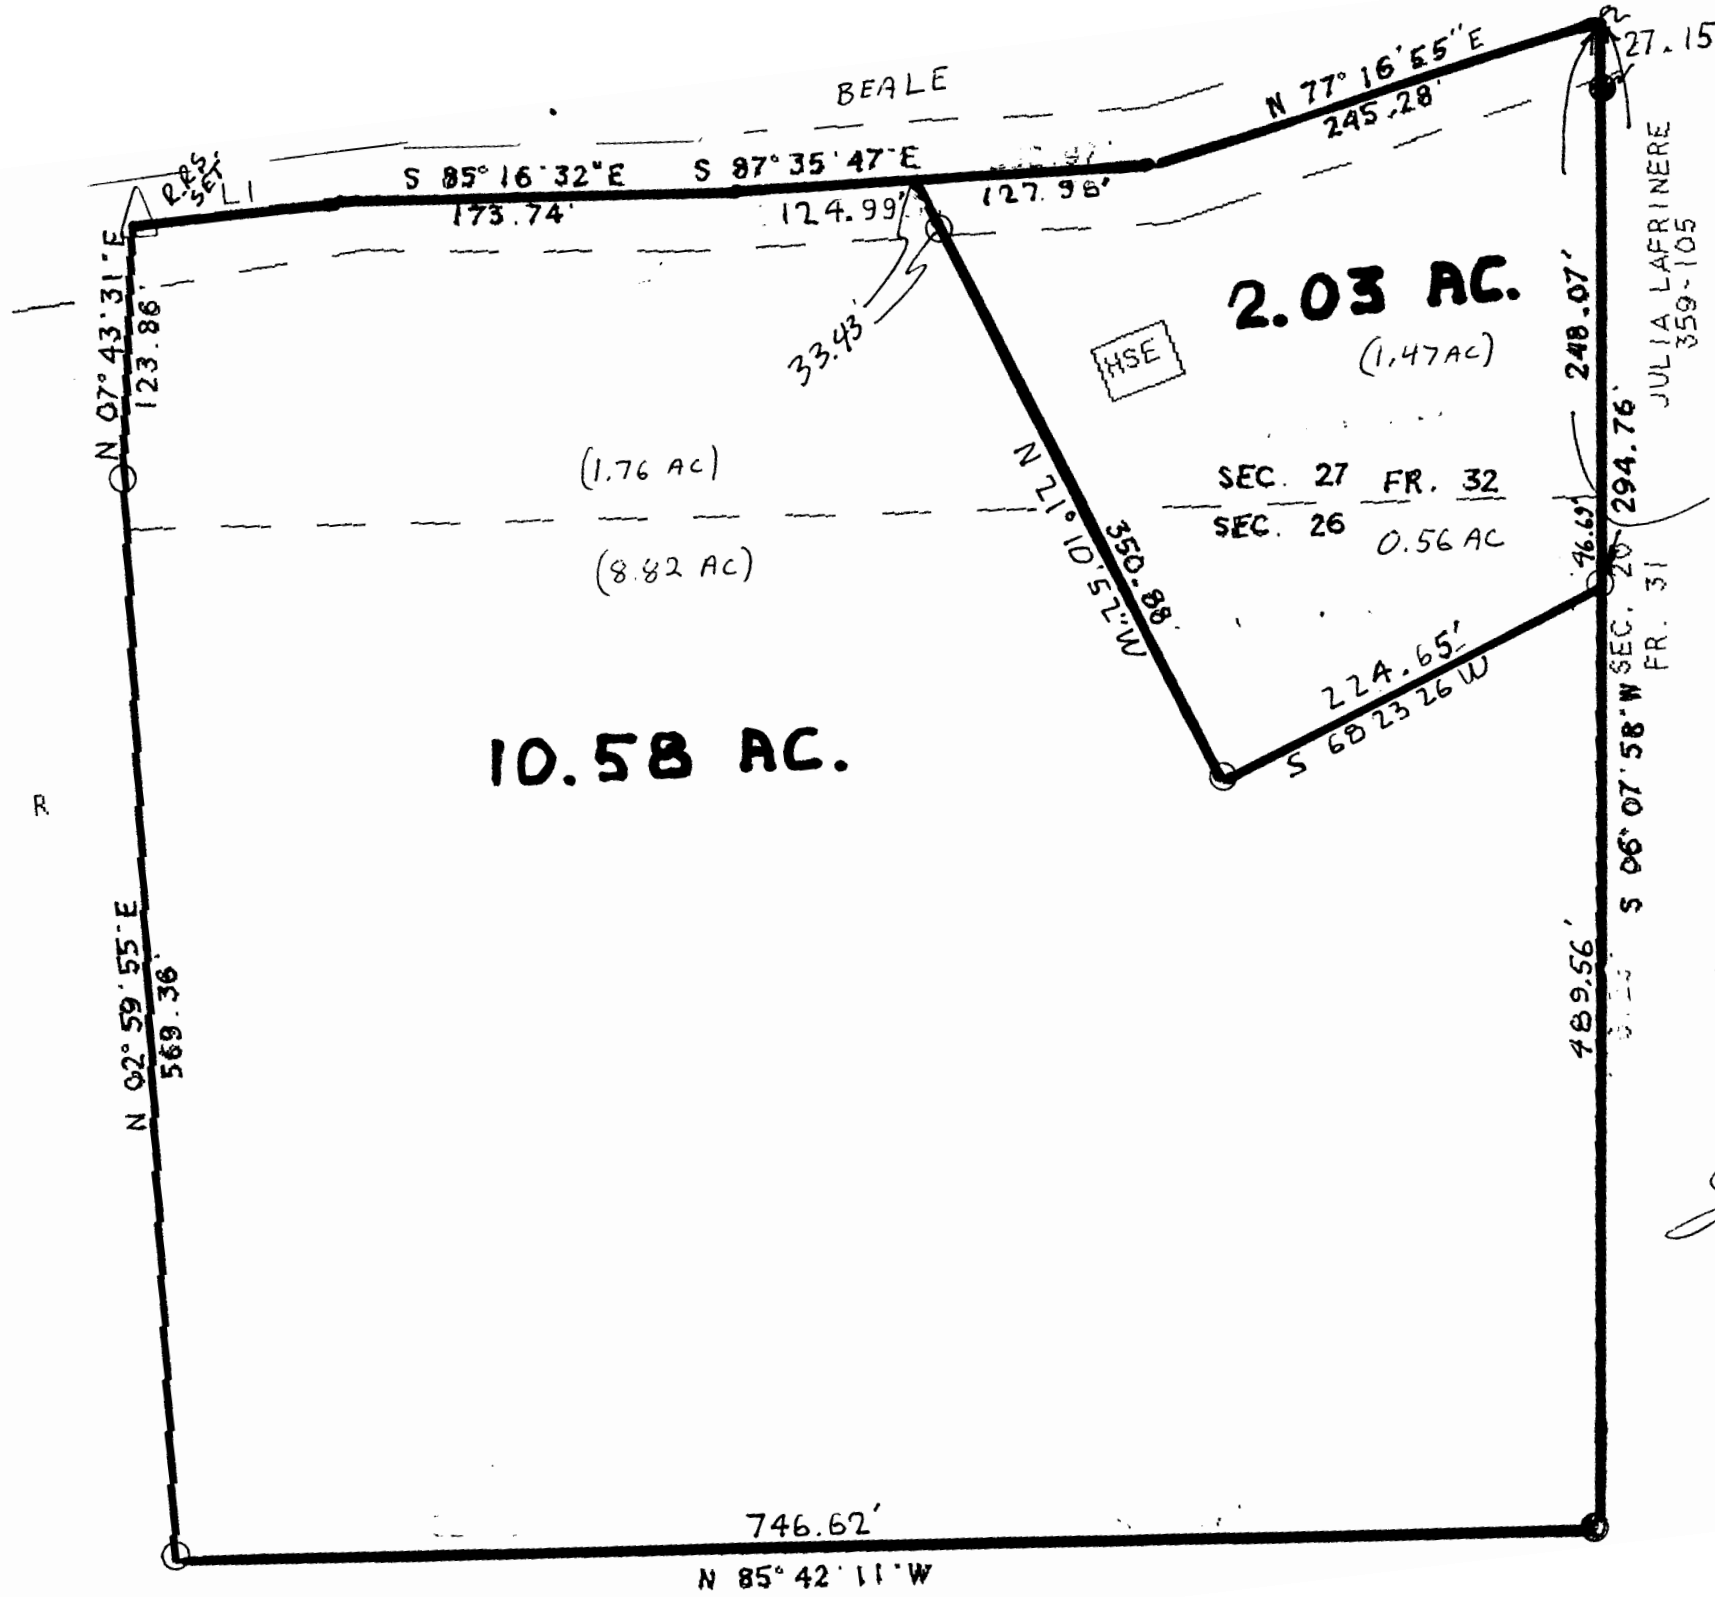 BEALE
N 77° 16' 55" E
245.28'
27.15
R.R.S.
SET.
L1
S 85° 16' 32" E
173.74'
S 87° 35' 47" E
124.99'
127.98'
33.43'
N 07° 43' 31" E
123.86'
2.03 AC.
(1.47 AC)
HSE
248.07'
JULIA LAFRINERE
359-105
294.76'
(1.76 AC)
SEC. 27 FR. 32
SEC. 26
0.56 AC
46.69'
(8.82 AC)
N 21° 10' 52" W
350.88
SEC. 26
FR. 31
224.65'
S 68 23 26 W
S 06° 07' 58" W
10.58 AC.
R
N 02° 59' 55" E
569.36'
489.56'
746.62'
N 85° 42' 11" W